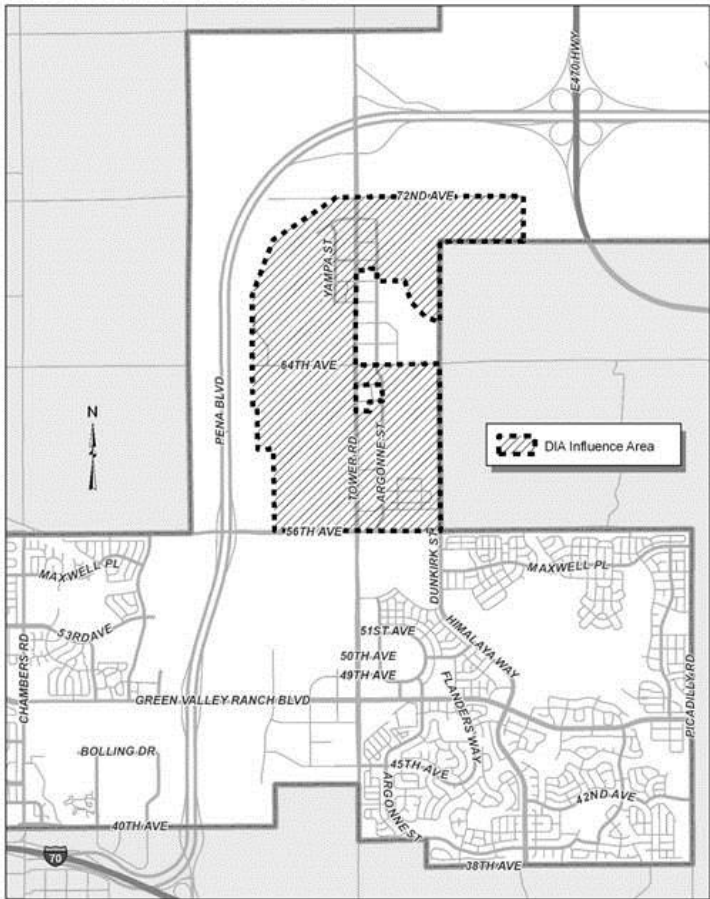 E470 HWY
72ND AVE
YAMPA ST
64TH AVE
PENA BLVD
N
TOWER RD
ARGONNE ST
DIA Influence Area
56TH AVE
DUNKIRK ST
MAXWELL PL
MAXWELL PL
53RD AVE
CHAMBERS RD
51ST AVE
HIMALAYA WAY
50TH AVE
49TH AVE
FLANDERS WAY
PICADILLY RD
GREEN VALLEY RANCH BLVD
BOLLING DR
45TH AVE
ARGONNE ST
42ND AVE
40TH AVE
70
38TH AVE